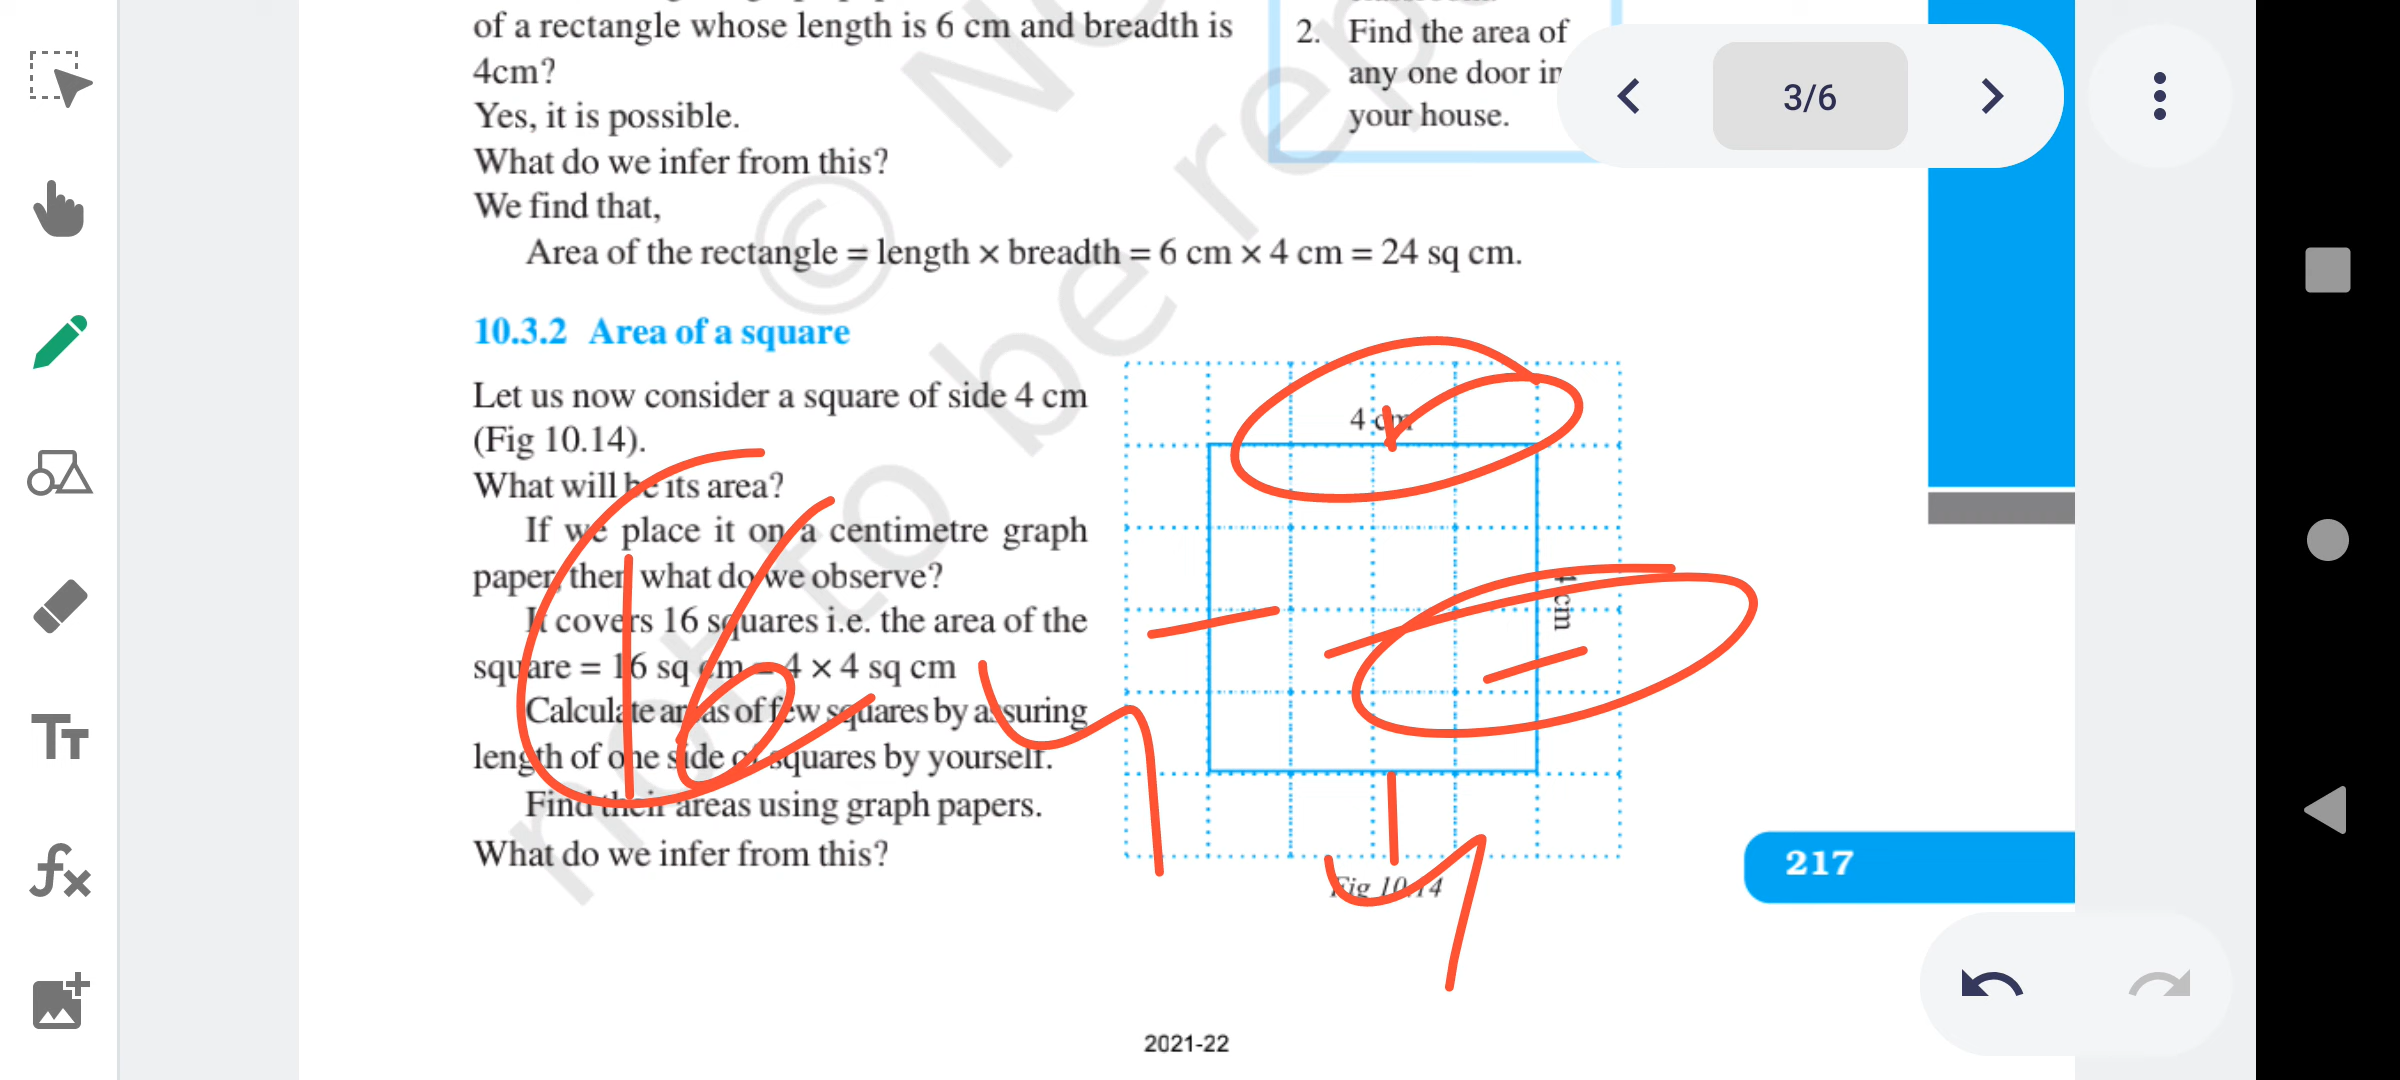 of a rectangle whose length is 6 cm and breadth is
4cm?
Yes, it is possible.
What do we infer from this?
We find that,
Area of the rectangle = length × breadth = 6 cm × 4 cm = 24 sq cm.
2. Find the area of
any one door in
your house.
3/6
10.3.2 Area of a square
Let us now consider a square of side 4 cm
(Fig 10.14).
What will be its area?
If we place it on a centimetre graph
paper, then what do we observe?
It covers 16 squares i.e. the area of the
square = 16 sq cm = 4 × 4 sq cm
Calculate areas of few squares by assuring
length of one side of squares by yourself.
Find their areas using graph papers.
What do we infer from this?
4 cm
4 cm
Fig 10.14
16
217
2021-22
Tт
fx
not to be rep